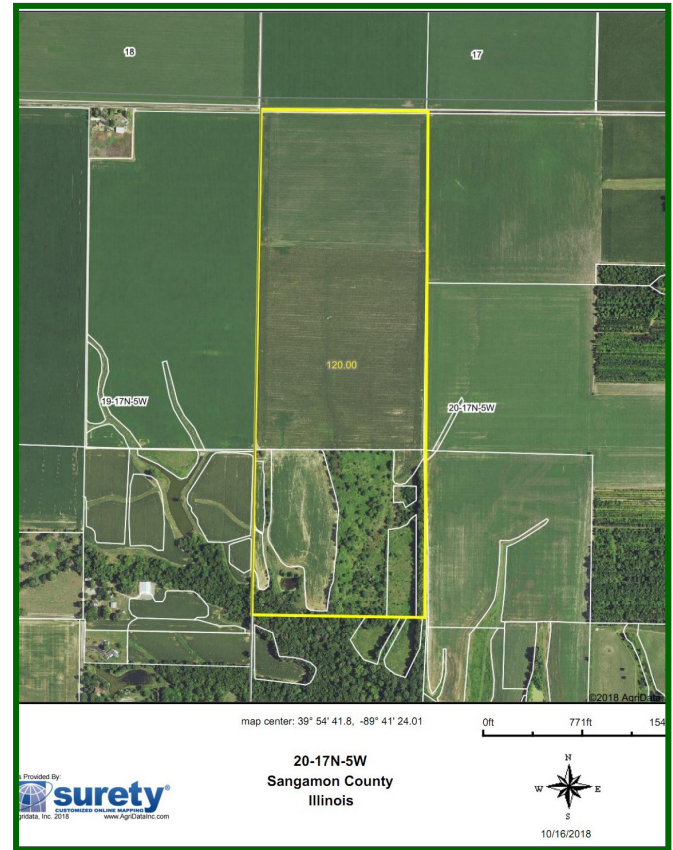 18
17
120.00
19-17N-5W
20-17N-5W
©2018 AgriData
map center: 39° 54' 41.8, -89° 41' 24.01
0ft 771ft 154
20-17N-5W
Sangamon County
Illinois
s Provided By:
surety®
CUSTOMIZED ONLINE MAPPING
gridata, Inc. 2018 www.AgriDataInc.com
N
W E
S
10/16/2018